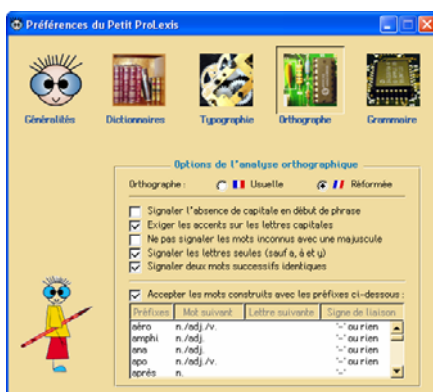 Préférences du Petit ProLexis
Généralités Dictionnaires Typographie Orthographe Grammaire
Options de l'analyse orthographique
Orthographe : Usuelle Réformée
Signaler l'absence de capitale en début de phrase
Exiger les accents sur les lettres capitales
Ne pas signaler les mots inconnus avec une majuscule
Signaler les lettres seules (sauf a, à et y)
Signaler deux mots successifs identiques
Accepter les mots construits avec les préfixes ci-dessous :
Préfixes Mot suivant Lettre suivante Signe de liaison
aéro n./adj./v. '-' ou rien
amphi n./adj. '-' ou rien
ana n./adj. '-' ou rien
apo n./adj./v. '-' ou rien
après n. '-'